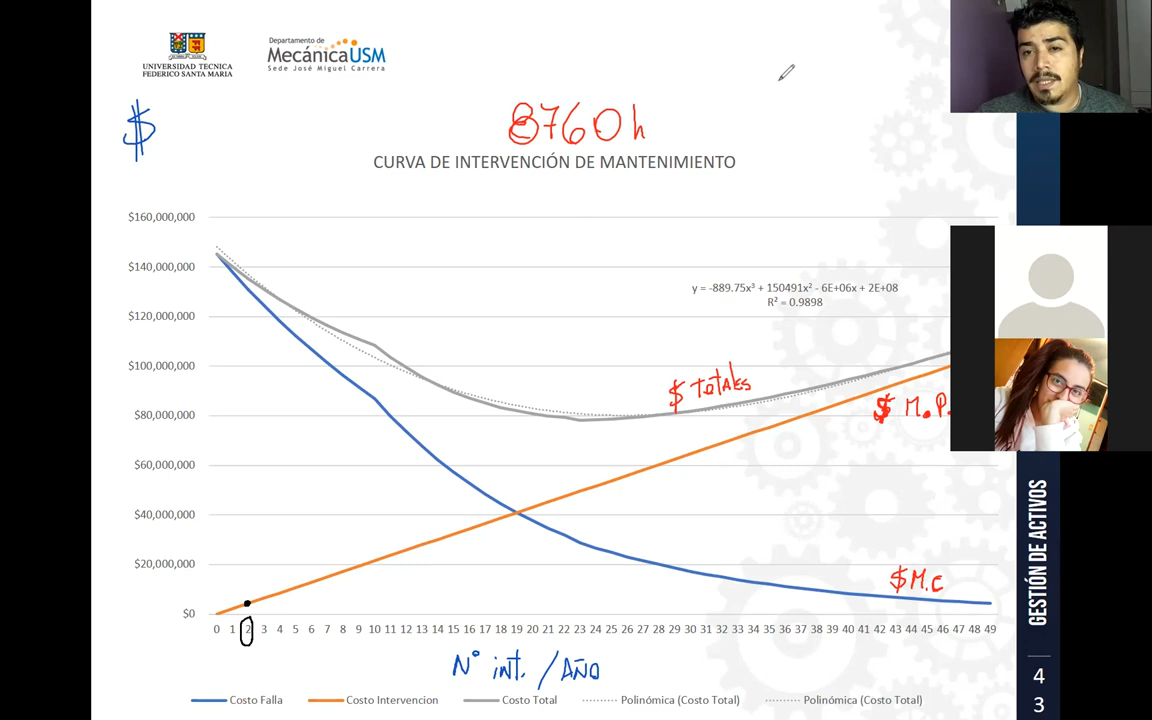 UNIVERSIDAD TECNICA
FEDERICO SANTA MARIA
Departamento de
MecánicaUSM
Sede José Miguel Carrera
$
8760 h
CURVA DE INTERVENCIÓN DE MANTENIMIENTO
$160,000,000
$140,000,000
$120,000,000
$100,000,000
$80,000,000
$60,000,000
$40,000,000
$20,000,000
$0
y = -889.75x³ + 150491x² - 6E+06x + 2E+08
R² = 0.9898
$ TOTALES
$ M.P.
$ M.C
0 1 2 3 4 5 6 7 8 9 10 11 12 13 14 15 16 17 18 19 20 21 22 23 24 25 26 27 28 29 30 31 32 33 34 35 36 37 38 39 40 41 42 43 44 45 46 47 48 49
N° int. / AÑO
Costo Falla Costo Intervencion Costo Total Polinómica (Costo Total) Polinómica (Costo Total)
GESTIÓN DE ACTIVOS
4
3